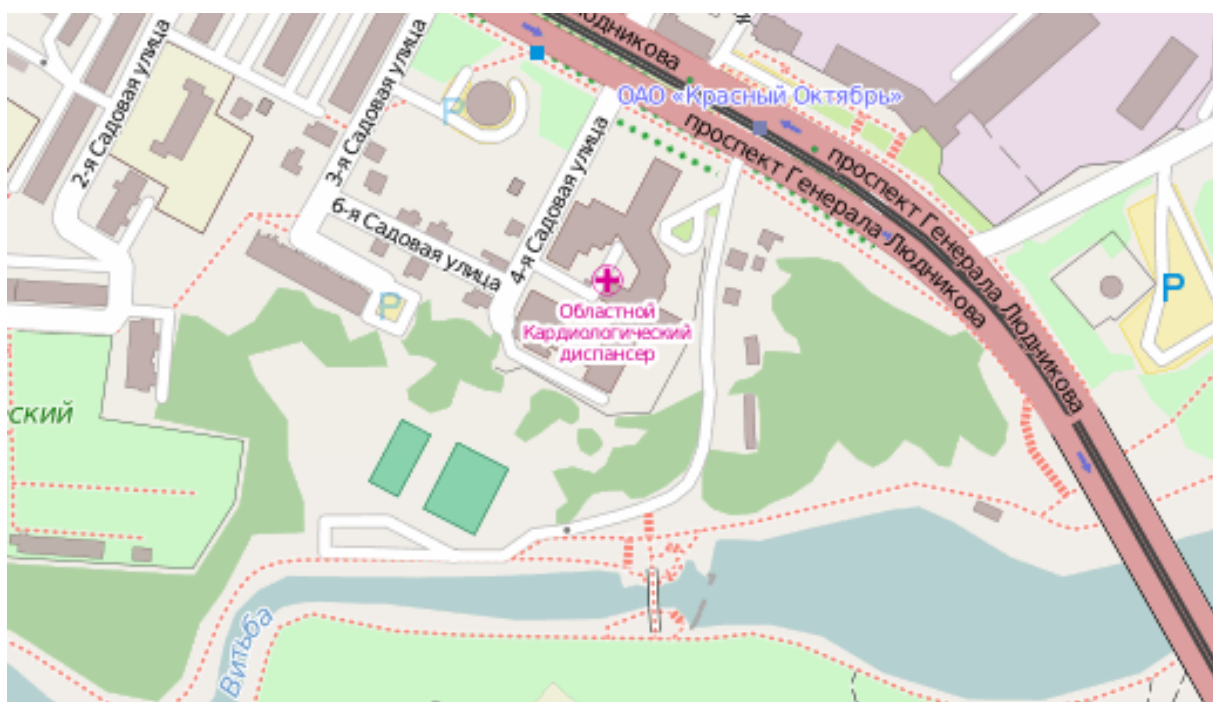 2-я Садовая улица
3-я Садовая улица
P
Людникова
ОАО «Красный Октябрь»
проспект Генерала Людникова
проспект Генерала Людникова
6-я Садовая улица
4-я Садовая улица
P
P
Областной
Кардиологический
диспансер
Витьба